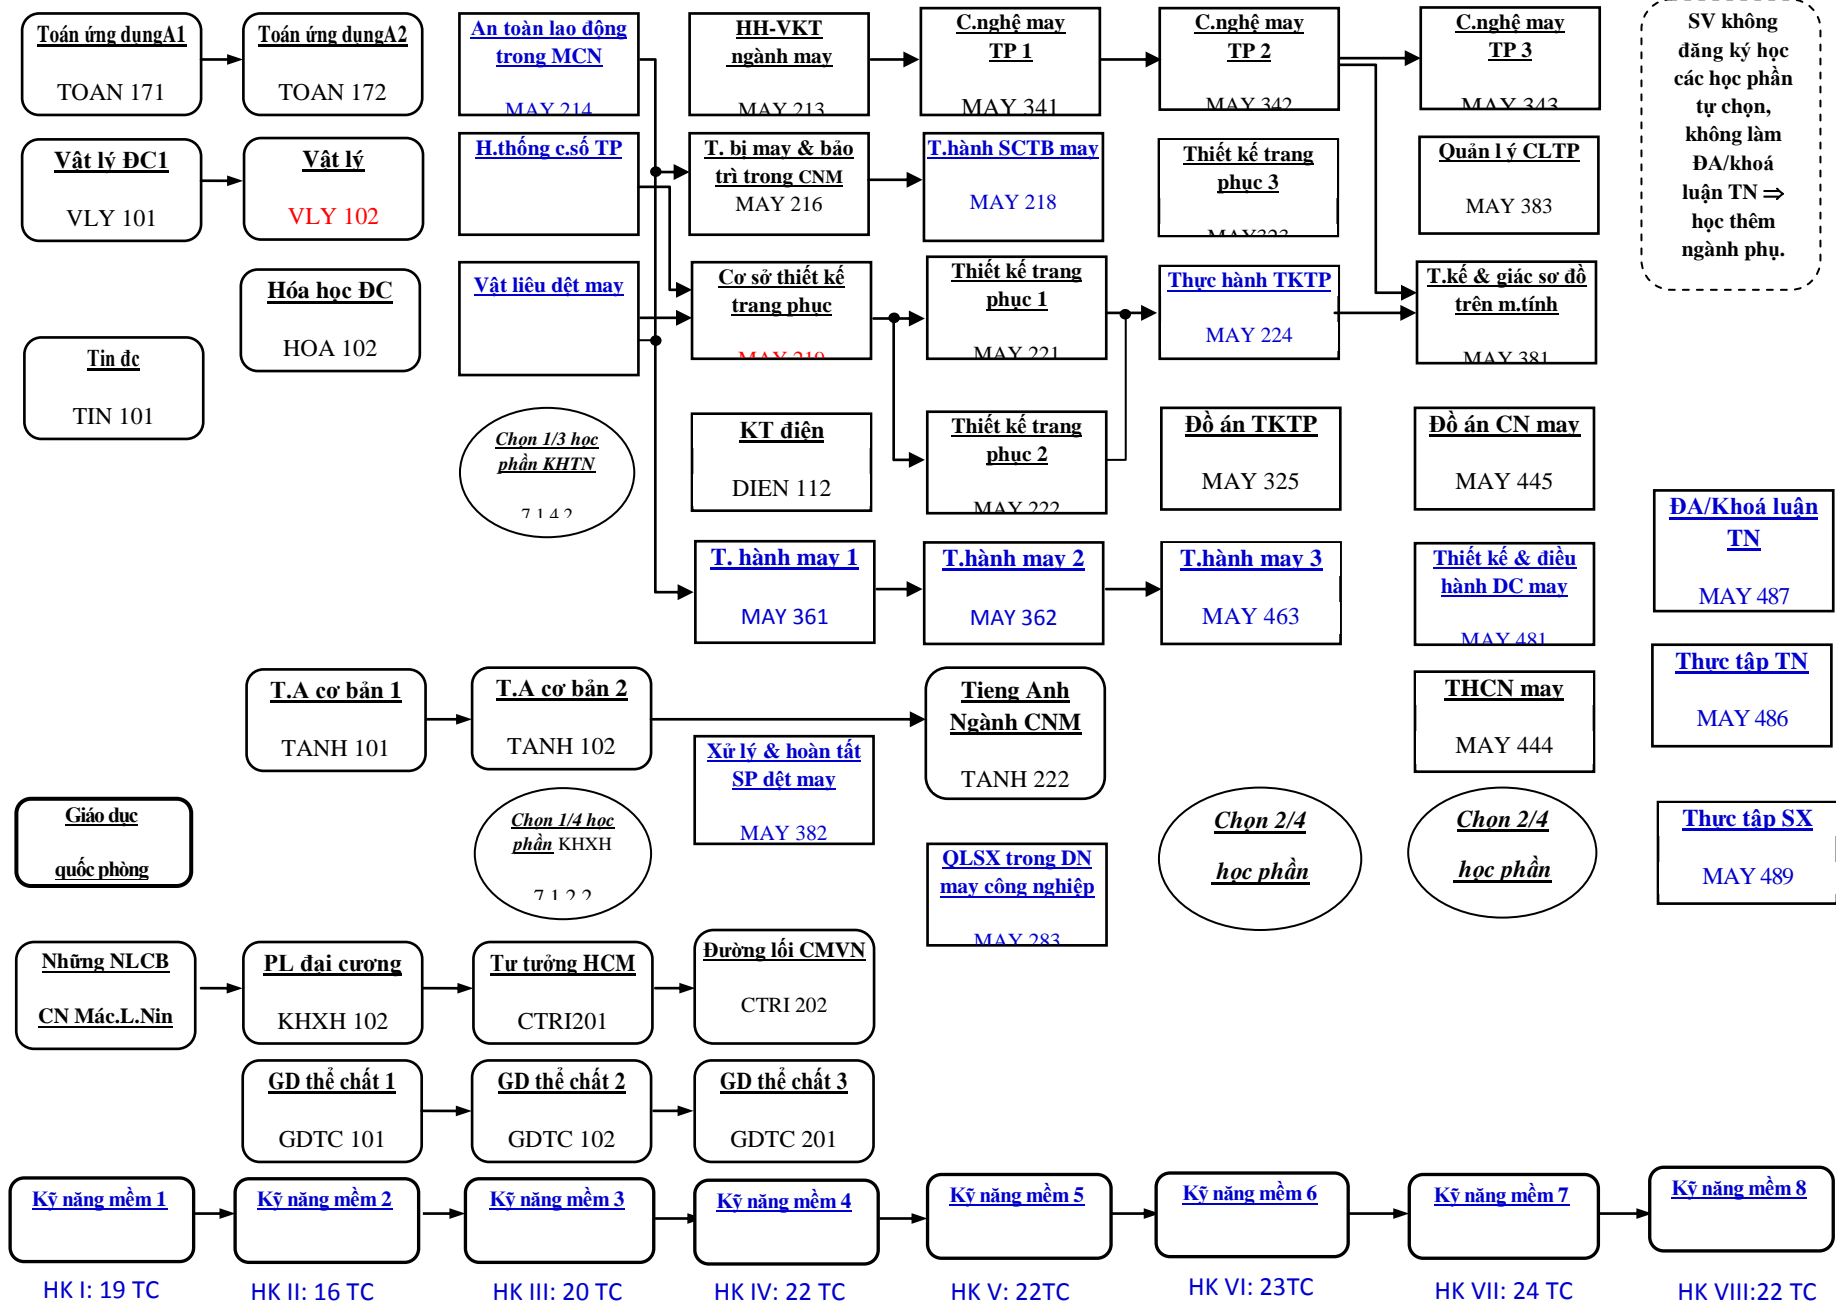 Toán ứng dụngA1
TOAN 171
Toán ứng dụngA2
TOAN 172
An toàn lao động
trong MCN
MAY 214
HH-VKT
ngành may
MAY 213
C.nghệ may
TP 1
MAY 341
C.nghệ may
TP 2
MAY 342
C.nghệ may
TP 3
MAY 343
SV không
đăng ký học
các học phần
tự chọn,
không làm
ĐA/khoá
luận TN ⇒
học thêm
ngành phụ.
Vật lý ĐC1
VLY 101
Vật lý
VLY 102
H.thống c.số TP
T. bị may & bảo
trì trong CNM
MAY 216
T.hành SCTB may
MAY 218
Thiết kế trang
phục 3
MAY323
Quản l ý CLTP
MAY 383
Hóa học ĐC
HOA 102
Vật liêu dệt may
Cơ sở thiết kế
trang phục
MAY 219
Thiết kế trang
phục 1
MAY 221
Thực hành TKTP
MAY 224
T.kế & giác sơ đồ
trên m.tính
MAY 381
Tin đc
TIN 101
Chọn 1/3 học
phần KHTN
7.1.4.2
KT điện
DIEN 112
Thiết kế trang
phục 2
MAY 222
Đồ án TKTP
MAY 325
Đồ án CN may
MAY 445
ĐA/Khoá luận
TN
MAY 487
T. hành may 1
MAY 361
T.hành may 2
MAY 362
T.hành may 3
MAY 463
Thiết kế & điều
hành DC may
MAY 481
T.A cơ bản 1
TANH 101
T.A cơ bản 2
TANH 102
Xử lý & hoàn tất
SP dệt may
MAY 382
Tieng Anh
Ngành CNM
TANH 222
THCN may
MAY 444
Thực tập TN
MAY 486
Giáo dục
quốc phòng
Chọn 1/4 học
phần KHXH
7.1.2.2
QLSX trong DN
may công nghiệp
MAY 283
Chọn 2/4
học phần
Chọn 2/4
học phần
Thực tập SX
MAY 489
Những NLCB
CN Mác.L.Nin
PL đại cương
KHXH 102
Tư tưởng HCM
CTRI201
Đường lối CMVN
CTRI 202
GD thể chất 1
GDTC 101
GD thể chất 2
GDTC 102
GD thể chất 3
GDTC 201
Kỹ năng mềm 1
Kỹ năng mềm 2
Kỹ năng mềm 3
Kỹ năng mềm 4
Kỹ năng mềm 5
Kỹ năng mềm 6
Kỹ năng mềm 7
Kỹ năng mềm 8
HK I: 19 TC
HK II: 16 TC
HK III: 20 TC
HK IV: 22 TC
HK V: 22TC
HK VI: 23TC
HK VII: 24 TC
HK VIII:22 TC